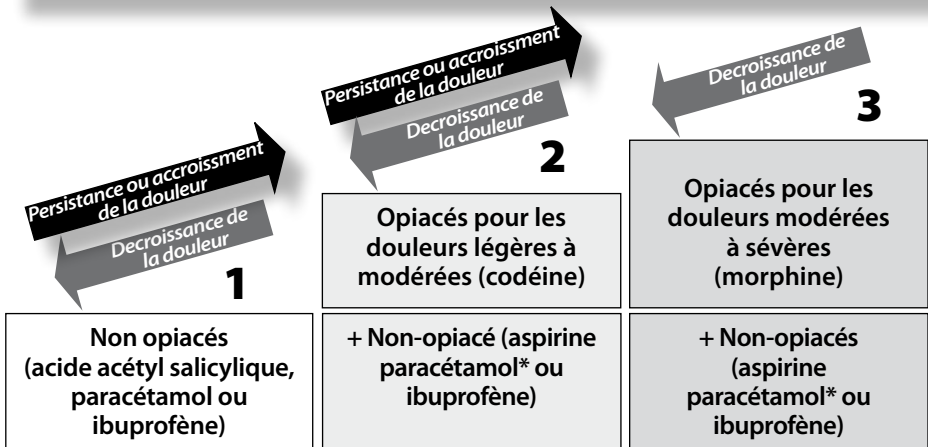 Persistance ou accroissment
de la douleur
Decroissance de
la douleur
1
Non opiacés
(acide acétyl salicylique,
paracétamol ou
ibuprofène)
Persistance ou accroissment
de la douleur
Decroissance de
la douleur
2
Opiacés pour les
douleurs légères à
modérées (codéine)
+ Non-opiacé (aspirine
paracétamol* ou
ibuprofène)
Decroissance de
la douleur
3
Opiacés pour les
douleurs modérées
à sévères
(morphine)
+ Non-opiacés
(aspirine
paracétamol* ou
ibuprofène)